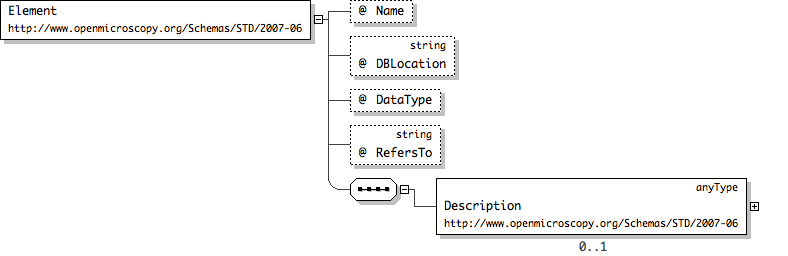 Element
http://www.openmicroscopy.org/Schemas/STD/2007-06
@ Name
string
@ DBLocation
@ DataType
string
@ RefersTo
anyType
Description
http://www.openmicroscopy.org/Schemas/STD/2007-06
0..1